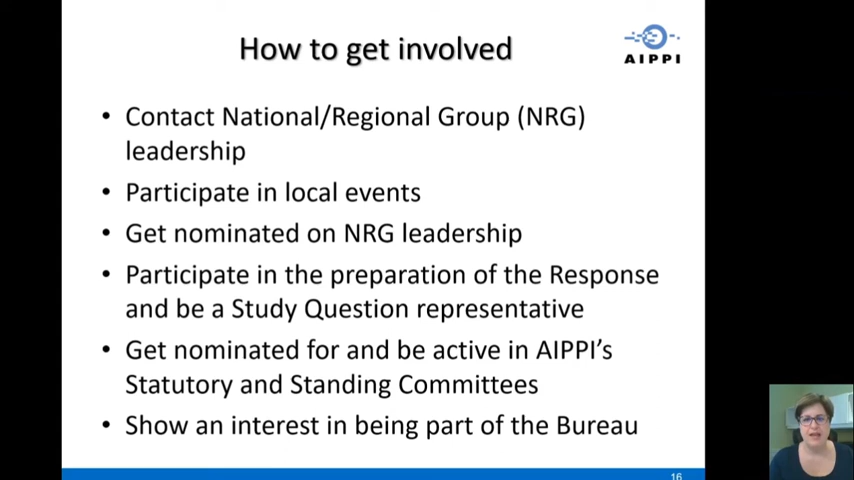 How to get involved
AIPPI
• Contact National/Regional Group (NRG)
leadership
• Participate in local events
• Get nominated on NRG leadership
• Participate in the preparation of the Response
and be a Study Question representative
• Get nominated for and be active in AIPPI's
Statutory and Standing Committees
• Show an interest in being part of the Bureau
16